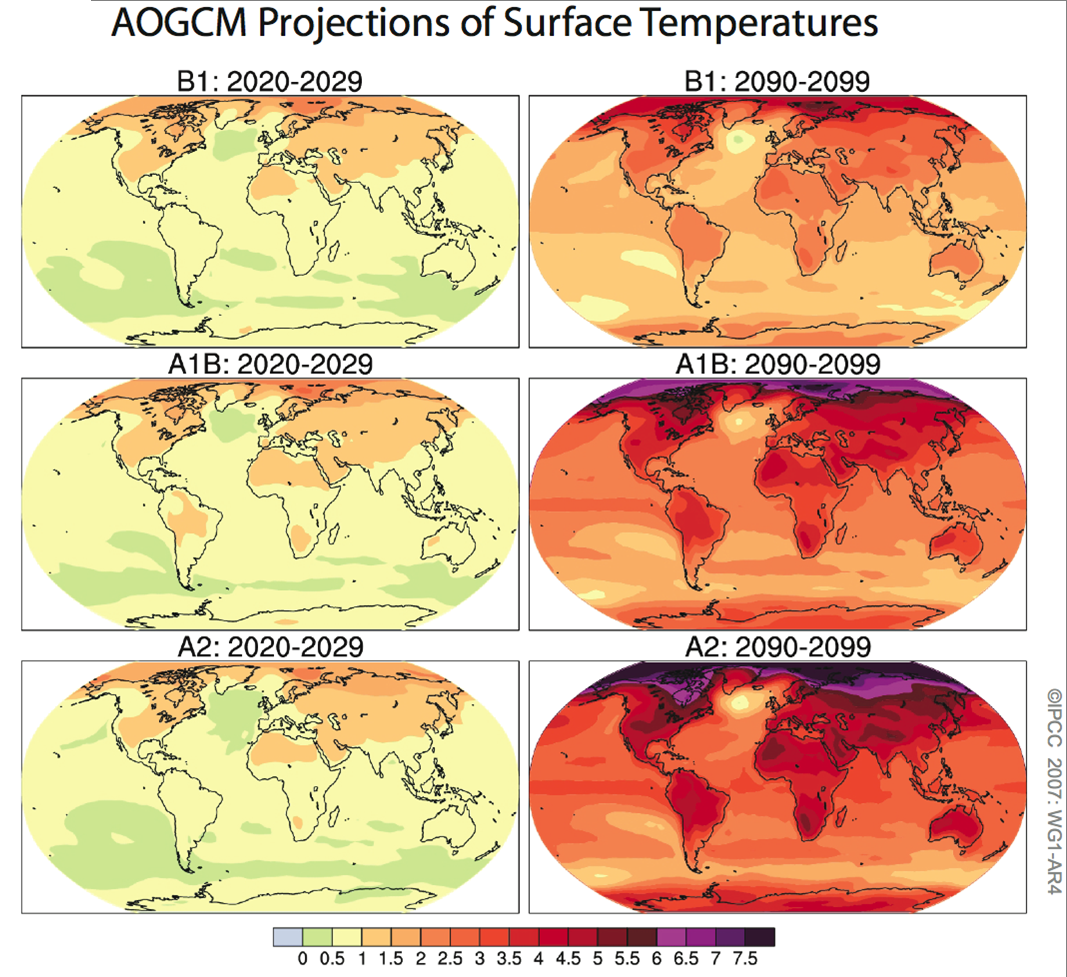 AOGCM Projections of Surface Temperatures
B1: 2020-2029
B1: 2090-2099
A1B: 2020-2029
A1B: 2090-2099
A2: 2020-2029
A2: 2090-2099
©IPCC 2007: WG1-AR4
0 0.5 1 1.5 2 2.5 3 3.5 4 4.5 5 5.5 6 6.5 7 7.5